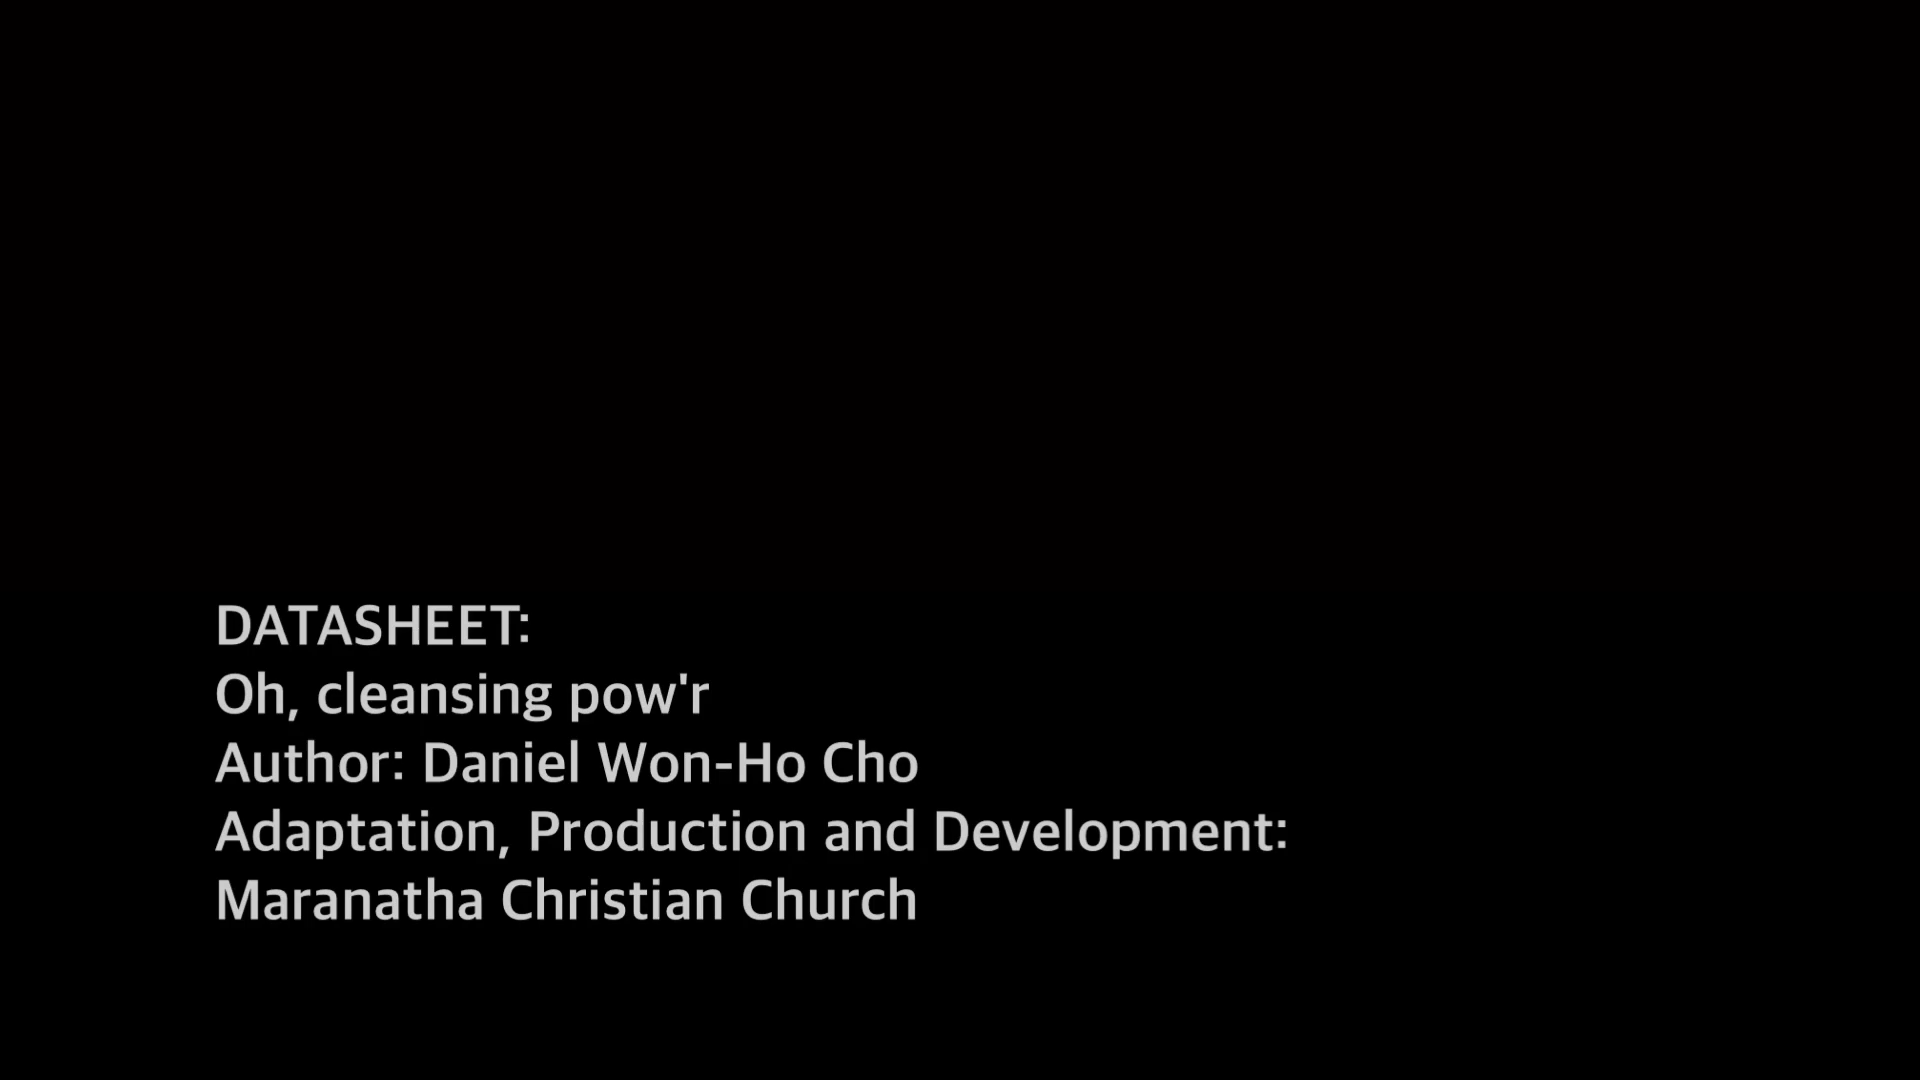 DATASHEET:
Oh, cleansing pow'r
Author: Daniel Won-Ho Cho
Adaptation, Production and Development:
Maranatha Christian Church